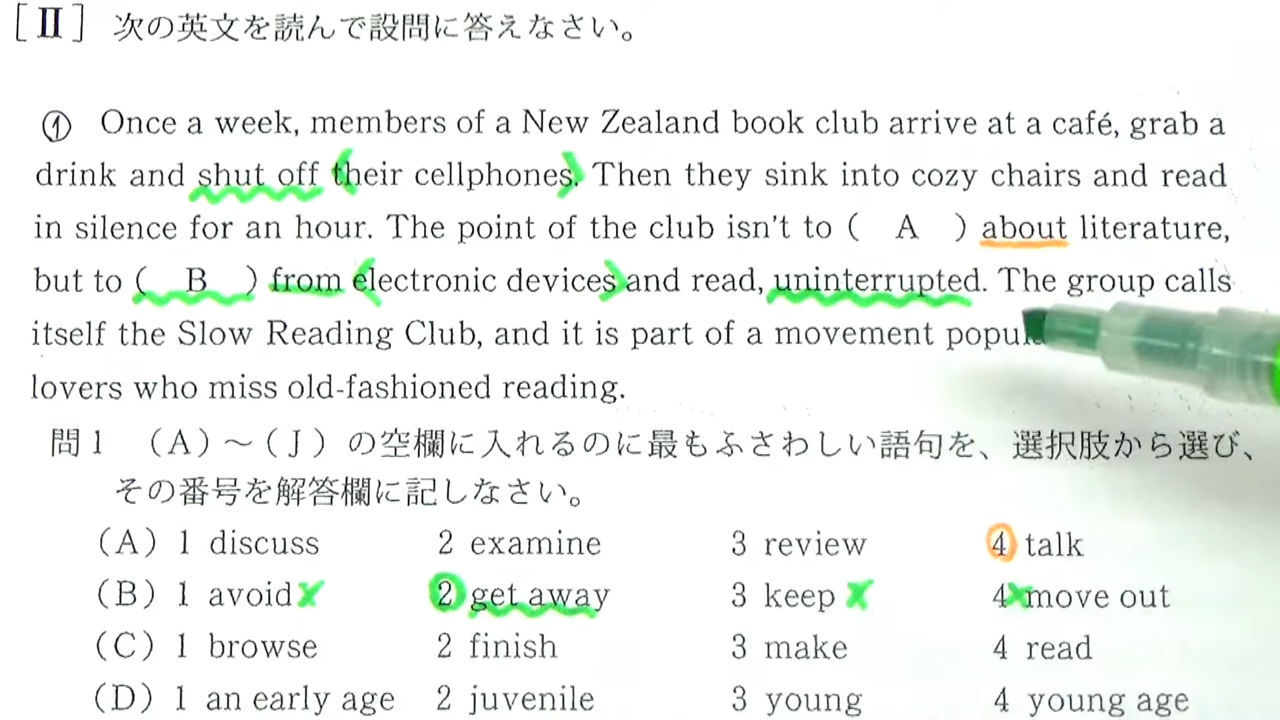 [ II ] 次の英文を読んで設問に答えなさい。
① Once a week, members of a New Zealand book club arrive at a café, grab a
drink and shut off their cellphones. Then they sink into cozy chairs and read
in silence for an hour. The point of the club isn't to ( A ) about literature,
but to ( B ) from electronic devices and read, uninterrupted. The group calls
itself the Slow Reading Club, and it is part of a movement
lovers who miss old-fashioned reading.
問1 （A）～（J）の空欄に入れるのに最もふさわしい語句を、選択肢から選び、
その番号を解答欄に記しなさい。
（A）1 discuss 2 examine 3 review 4 talk
（B）1 avoid x 2 get away 3 keep x 4 x move out
（C）1 browse 2 finish 3 make 4 read
（D）1 an early age 2 juvenile 3 young 4 young age